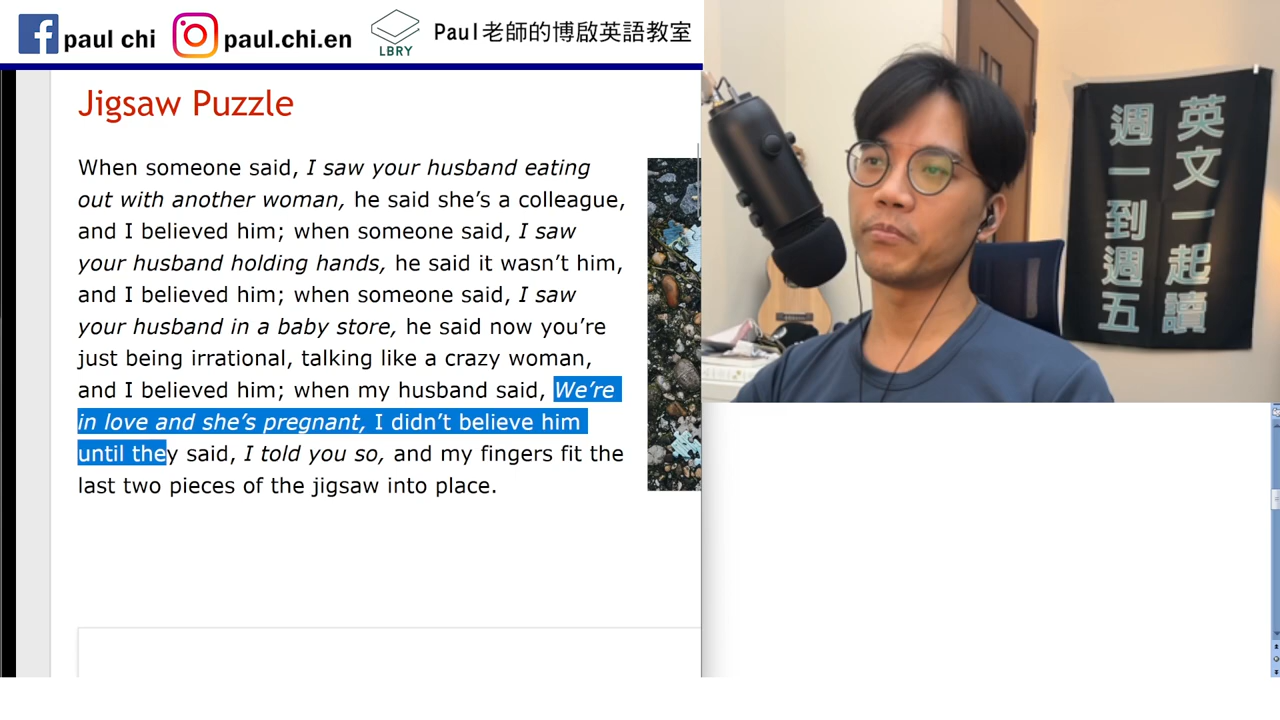 paul chi
paul.chi.en
LBRY
Paul老師的博啟英語教室
Jigsaw Puzzle
When someone said, I saw your husband eating
out with another woman, he said she's a colleague,
and I believed him; when someone said, I saw
your husband holding hands, he said it wasn't him,
and I believed him; when someone said, I saw
your husband in a baby store, he said now you're
just being irrational, talking like a crazy woman,
and I believed him; when my husband said, We're
in love and she's pregnant, I didn't believe him
until they said, I told you so, and my fingers fit the
last two pieces of the jigsaw into place.
英文一起讀
週一到週五